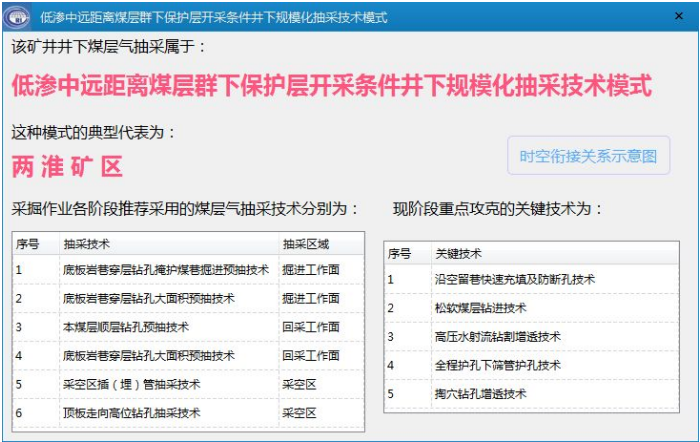 低渗中远距离煤层群下保护层开采条件井下规模化抽采技术模式
×
该矿井井下煤层气抽采属于：
低渗中远距离煤层群下保护层开采条件井下规模化抽采技术模式
这种模式的典型代表为：
两淮矿区
时空衔接关系示意图
采掘作业各阶段推荐采用的煤层气抽采技术分别为：
序号 抽采技术 抽采区域
1 底板岩巷穿层钻孔掩护煤巷掘进预抽技术 掘进工作面
2 底板岩巷穿层钻孔大面积预抽技术 掘进工作面
3 本煤层顺层钻孔预抽技术 回采工作面
4 底板岩巷穿层钻孔大面积预抽技术 回采工作面
5 采空区插（埋）管抽采技术 采空区
6 顶板走向高位钻孔抽采技术 采空区
现阶段重点攻克的关键技术为：
序号 关键技术
1 沿空留巷快速充填及防断孔技术
2 松软煤层钻进技术
3 高压水射流钻割增透技术
4 全程护孔下筛管护孔技术
5 掏穴钻孔增透技术